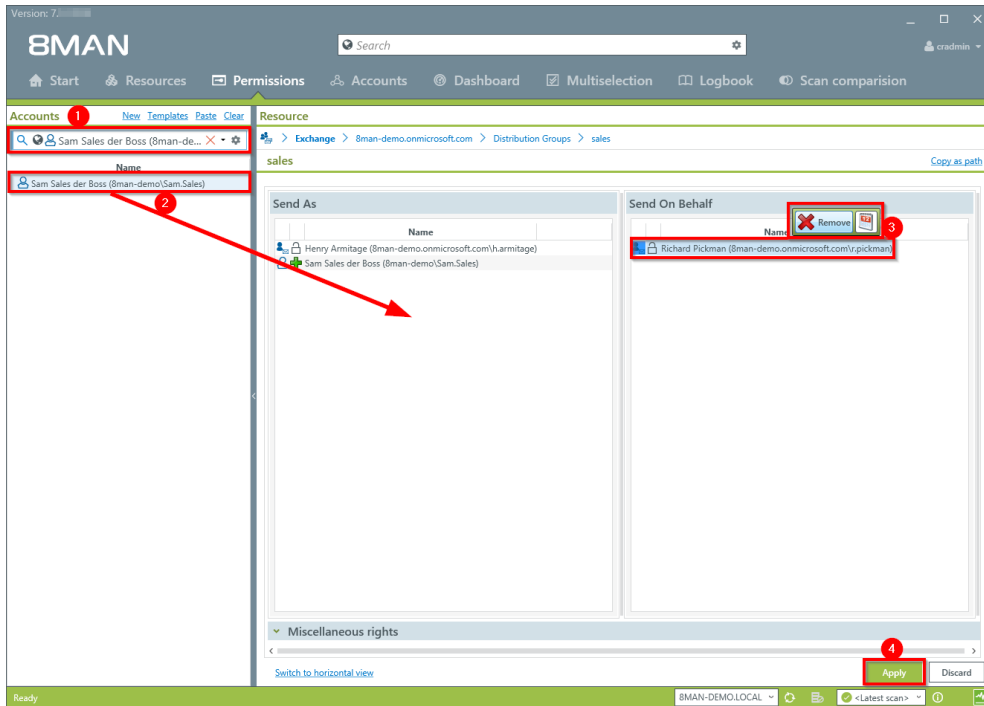 Version: 7.
8MAN
Search
cradmin
Start Resources Permissions Accounts Dashboard Multiselection Logbook Scan comparision
Accounts 1 New Templates Paste Clear
Resource
Sam Sales der Boss (8man-de...
> Exchange > 8man-demo.onmicrosoft.com > Distribution Groups > sales
sales Copy as path
Name
Sam Sales der Boss (8man-demo\Sam.Sales)
2
Send As
Send On Behalf
Remove 3
Name
Name
Henry Armitage (8man-demo.onmicrosoft.com\h.armitage)
Richard Pickman (8man-demo.onmicrosoft.com\r.pickman)
Sam Sales der Boss (8man-demo\Sam.Sales)
Miscellaneous rights
4
Switch to horizontal view
Apply Discard
Ready
8MAN-DEMO.LOCAL
<Latest scan>